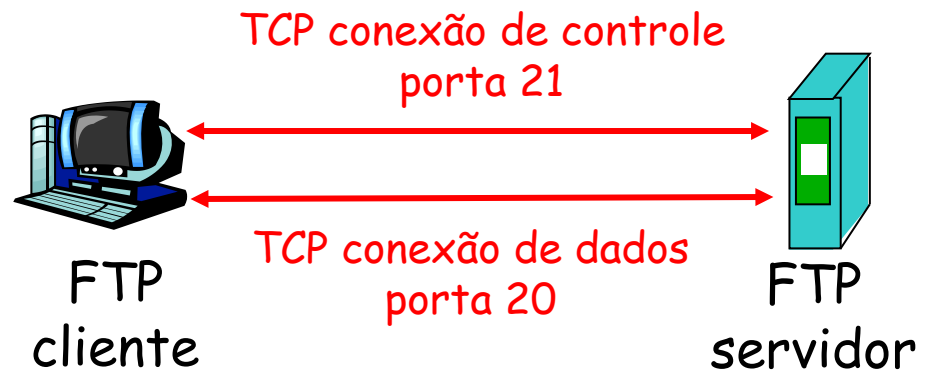 TCP conexão de controle
porta 21
TCP conexão de dados
porta 20
FTP
cliente
FTP
servidor